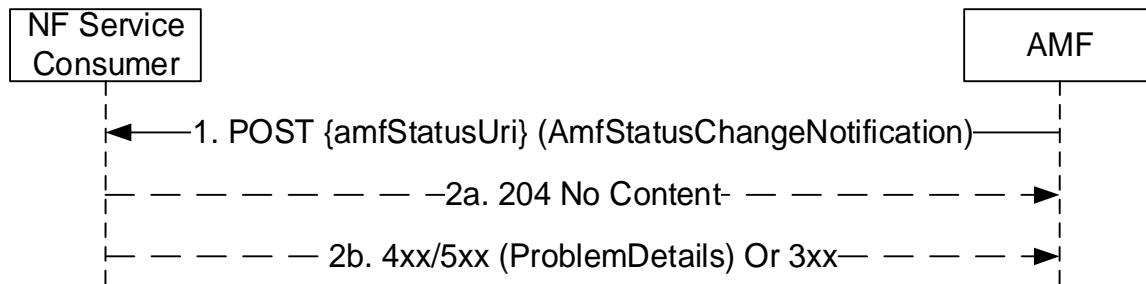 NF Service
Consumer
AMF
1. POST {amfStatusUri} (AmfStatusChangeNotification)
2a. 204 No Content
2b. 4xx/5xx (ProblemDetails) Or 3xx